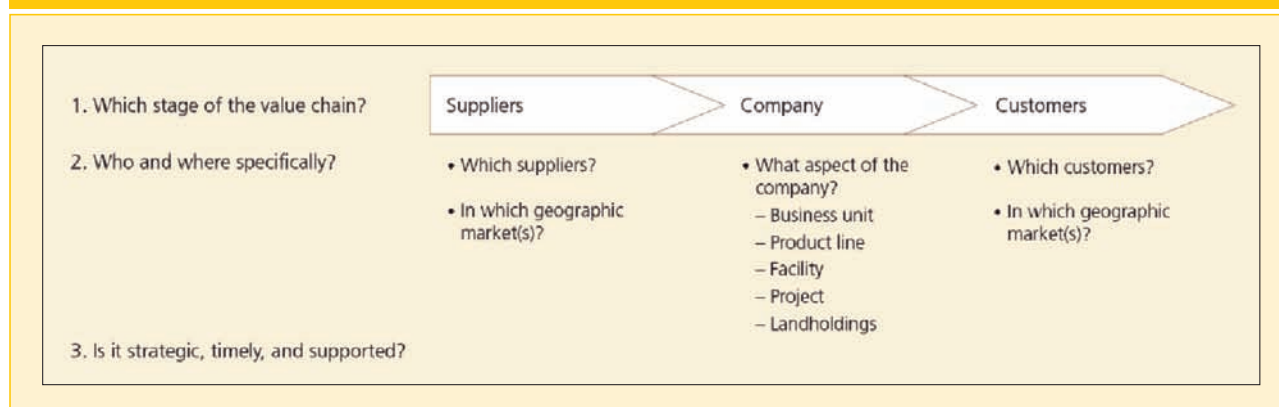 1. Which stage of the value chain?
Suppliers
Company
Customers
2. Who and where specifically?
• Which suppliers?
• In which geographic
market(s)?
• What aspect of the
company?
– Business unit
– Product line
– Facility
– Project
– Landholdings
• Which customers?
• In which geographic
market(s)?
3. Is it strategic, timely, and supported?